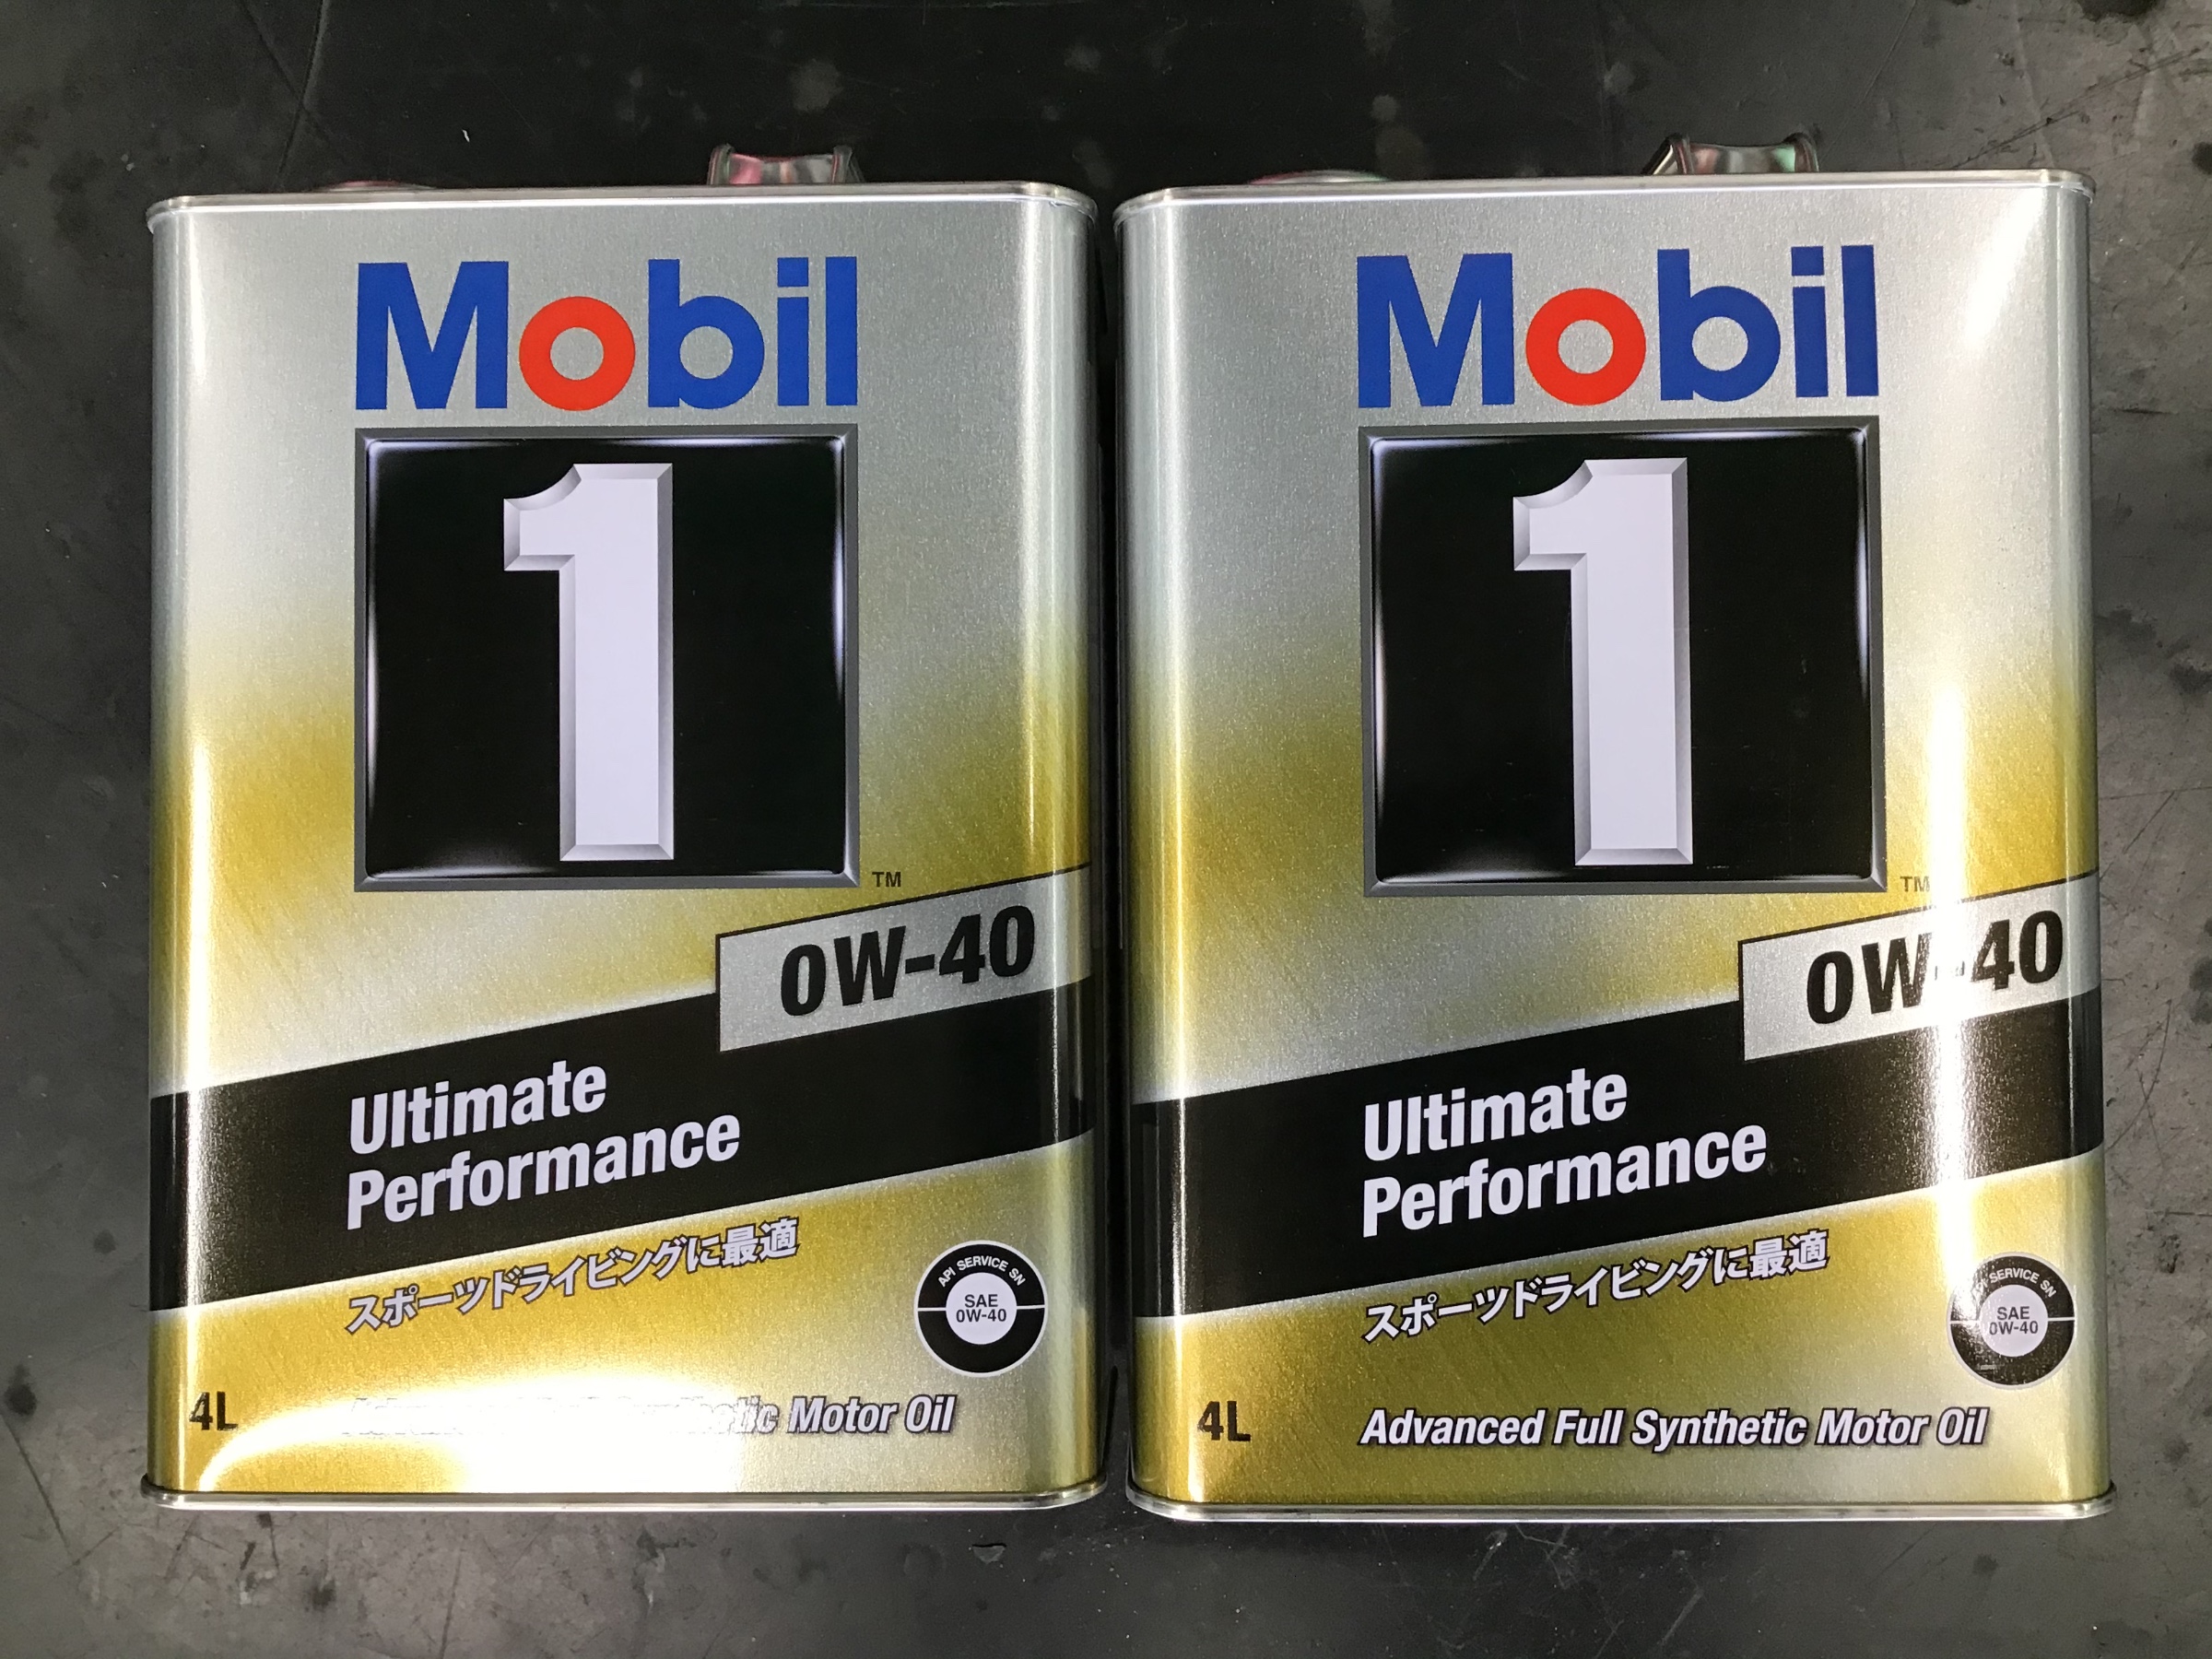 Mobil
1
TM
0W-40
Ultimate
Performance
スポーツドライビングに最適
API SERVICE SN
SAE
0W-40
4L
Motor Oil
Mobil
1
TM
0W-40
Ultimate
Performance
スポーツドライビングに最適
SERVICE SN
SAE
0W-40
4L
Advanced Full Synthetic Motor Oil